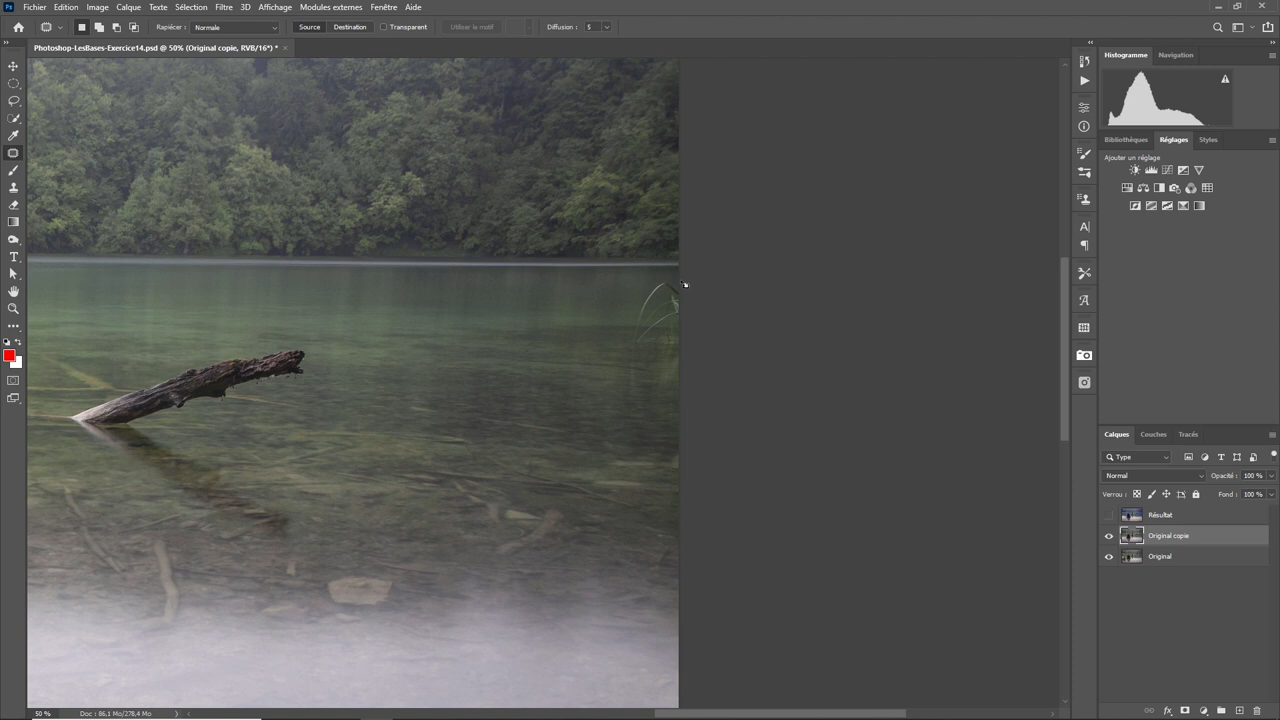 Ps Fichier Edition Image Calque Texte Sélection Filtre 3D Affichage Modules externes Fenêtre Aide
Rapiécer : Normale Source Destination Transparent Utiliser le motif Diffusion : 5
Photoshop-LesBases-Exercice14.psd @ 50% (Original copie, RVB/16*) * ×
Histogramme Navigation
Bibliothèques Réglages Styles
Ajouter un réglage
Calques Couches Tracés
Type
Normal Opacité : 100 %
Verrou : Fond : 100 %
Résultat
Original copie
Original
50 % Doc : 86,1 Mo/278,4 Mo